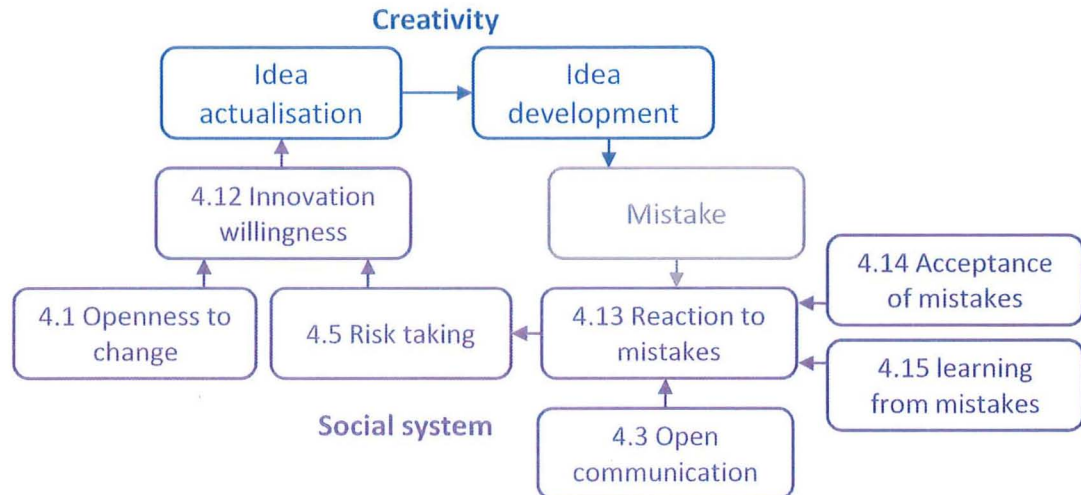 Creativity
Idea
actualisation
Idea
development
4.12 Innovation
willingness
Mistake
4.14 Acceptance
of mistakes
4.1 Openness to
change
4.5 Risk taking
4.13 Reaction to
mistakes
4.15 learning
from mistakes
Social system
4.3 Open
communication